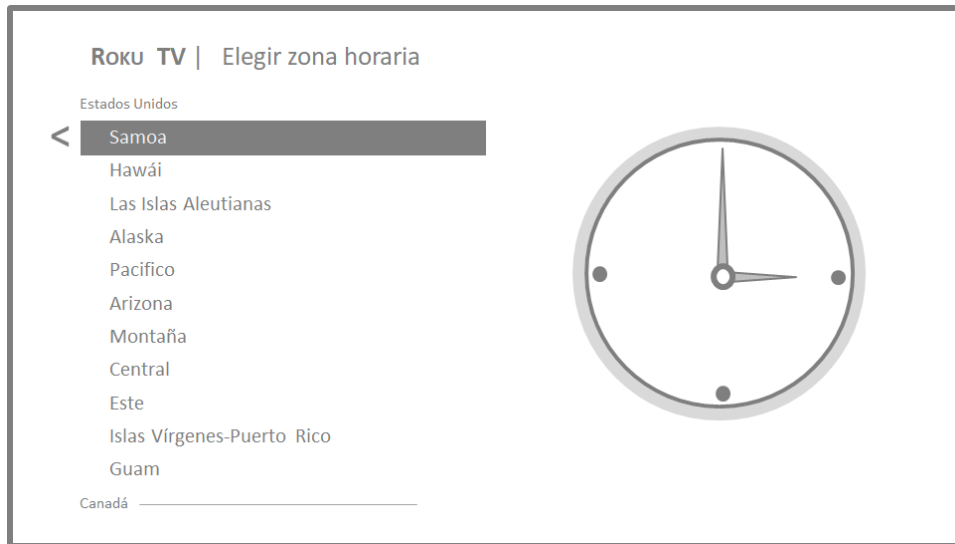 ROKU TV | Elegir zona horaria
Estados Unidos
< Samoa
Hawái
Las Islas Aleutianas
Alaska
Pacifico
Arizona
Montaña
Central
Este
Islas Vírgenes-Puerto Rico
Guam
Canadá